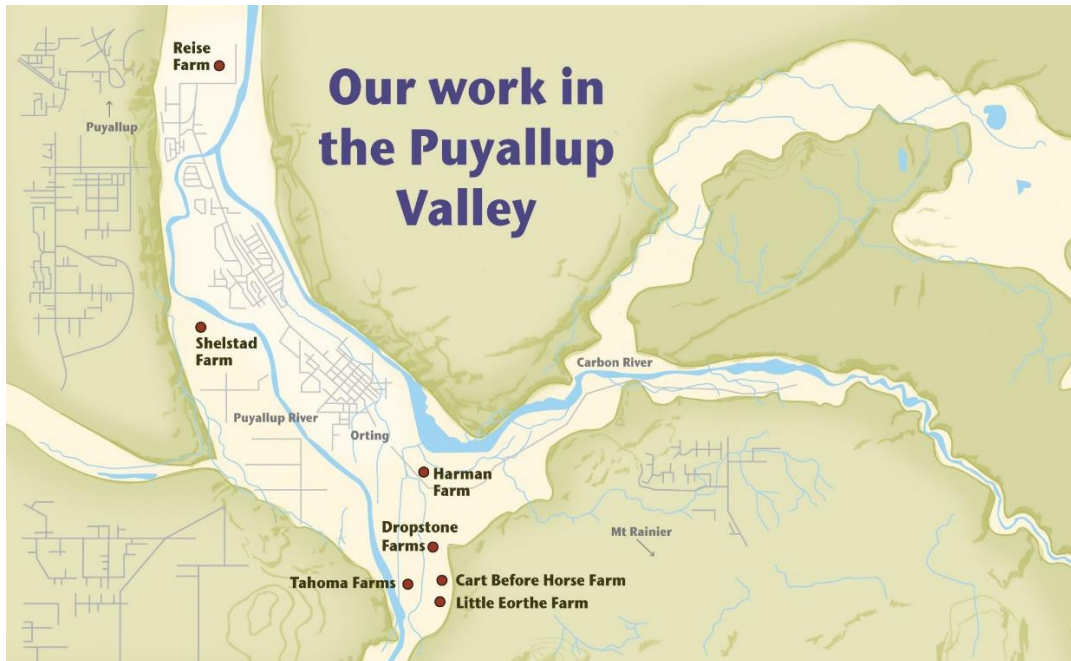 Reise
Farm
Our work in
the Puyallup
Valley
Puyallup
Shelstad
Farm
Carbon River
Puyallup River
Orting
Harman
Farm
Dropstone
Farms
Mt Rainier
Tahoma Farms
Cart Before Horse Farm
Little Eorthe Farm